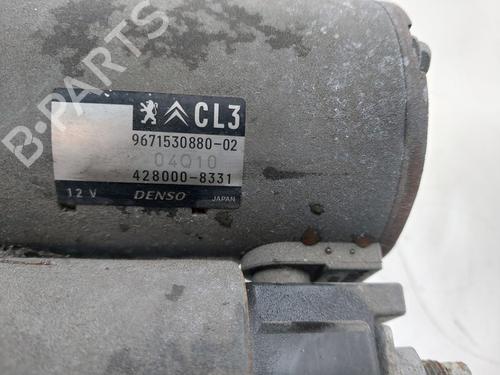 B-PARTS
CL3
9671530880-02
04Q10
428000-8331
12 V DENSO JAPAN